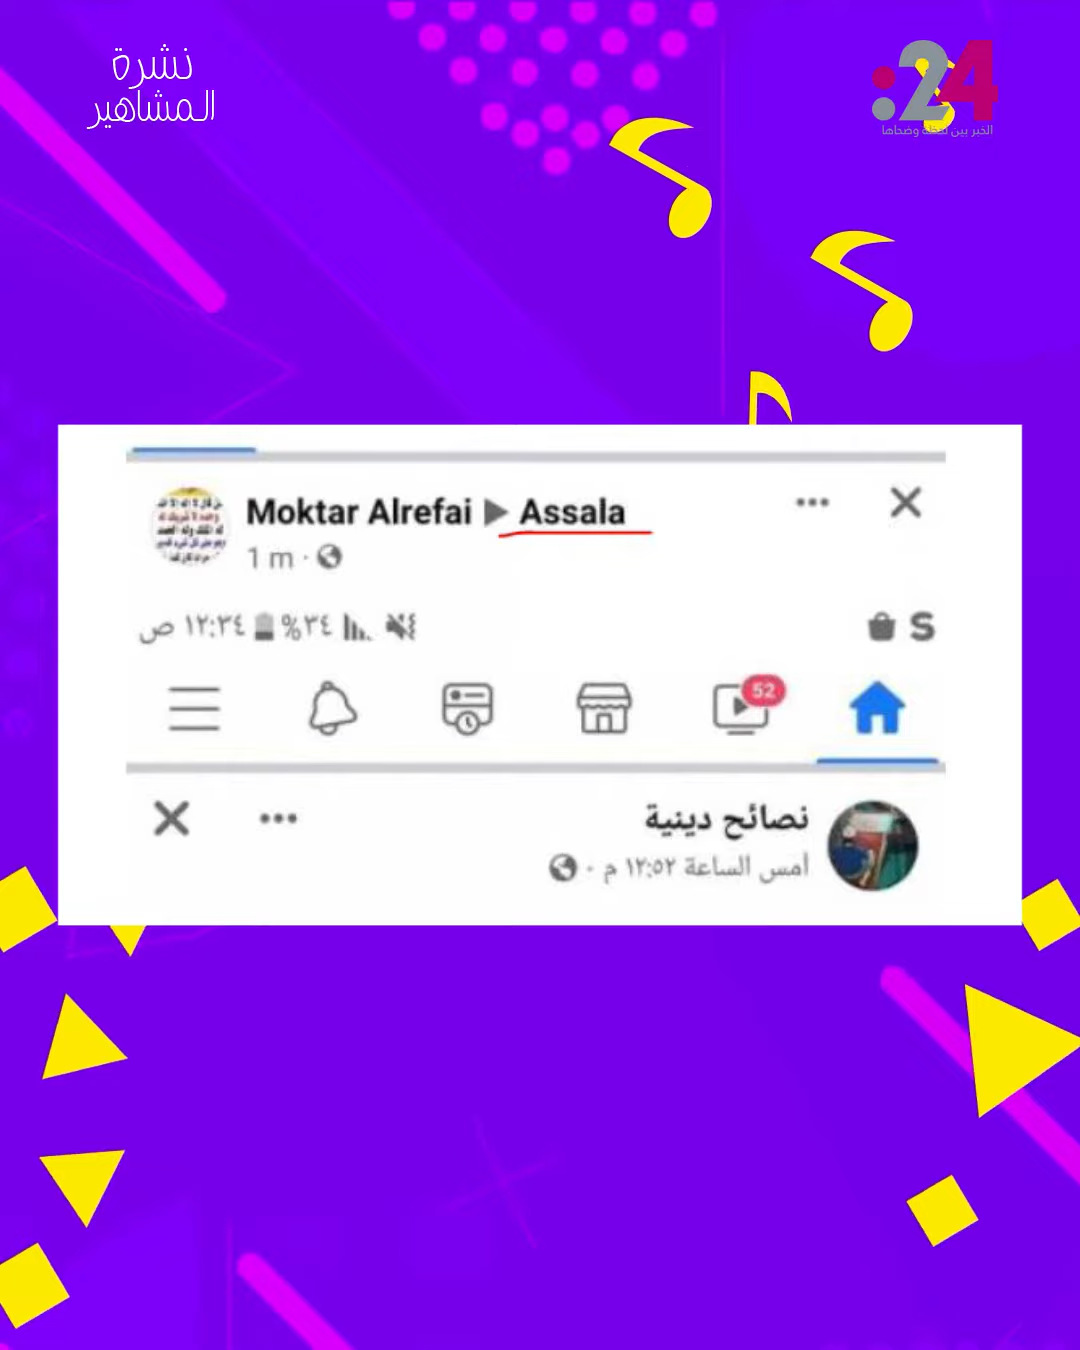 نشرة
المشاهير
:24
الخبر بين لحظة وضحاها
Moktar Alrefai ▶ Assala
1 m ·
١٢:٣٤ ص %٣٤ S
52
نصائح دينية
أمس الساعة ١٢:٥٢ م ·